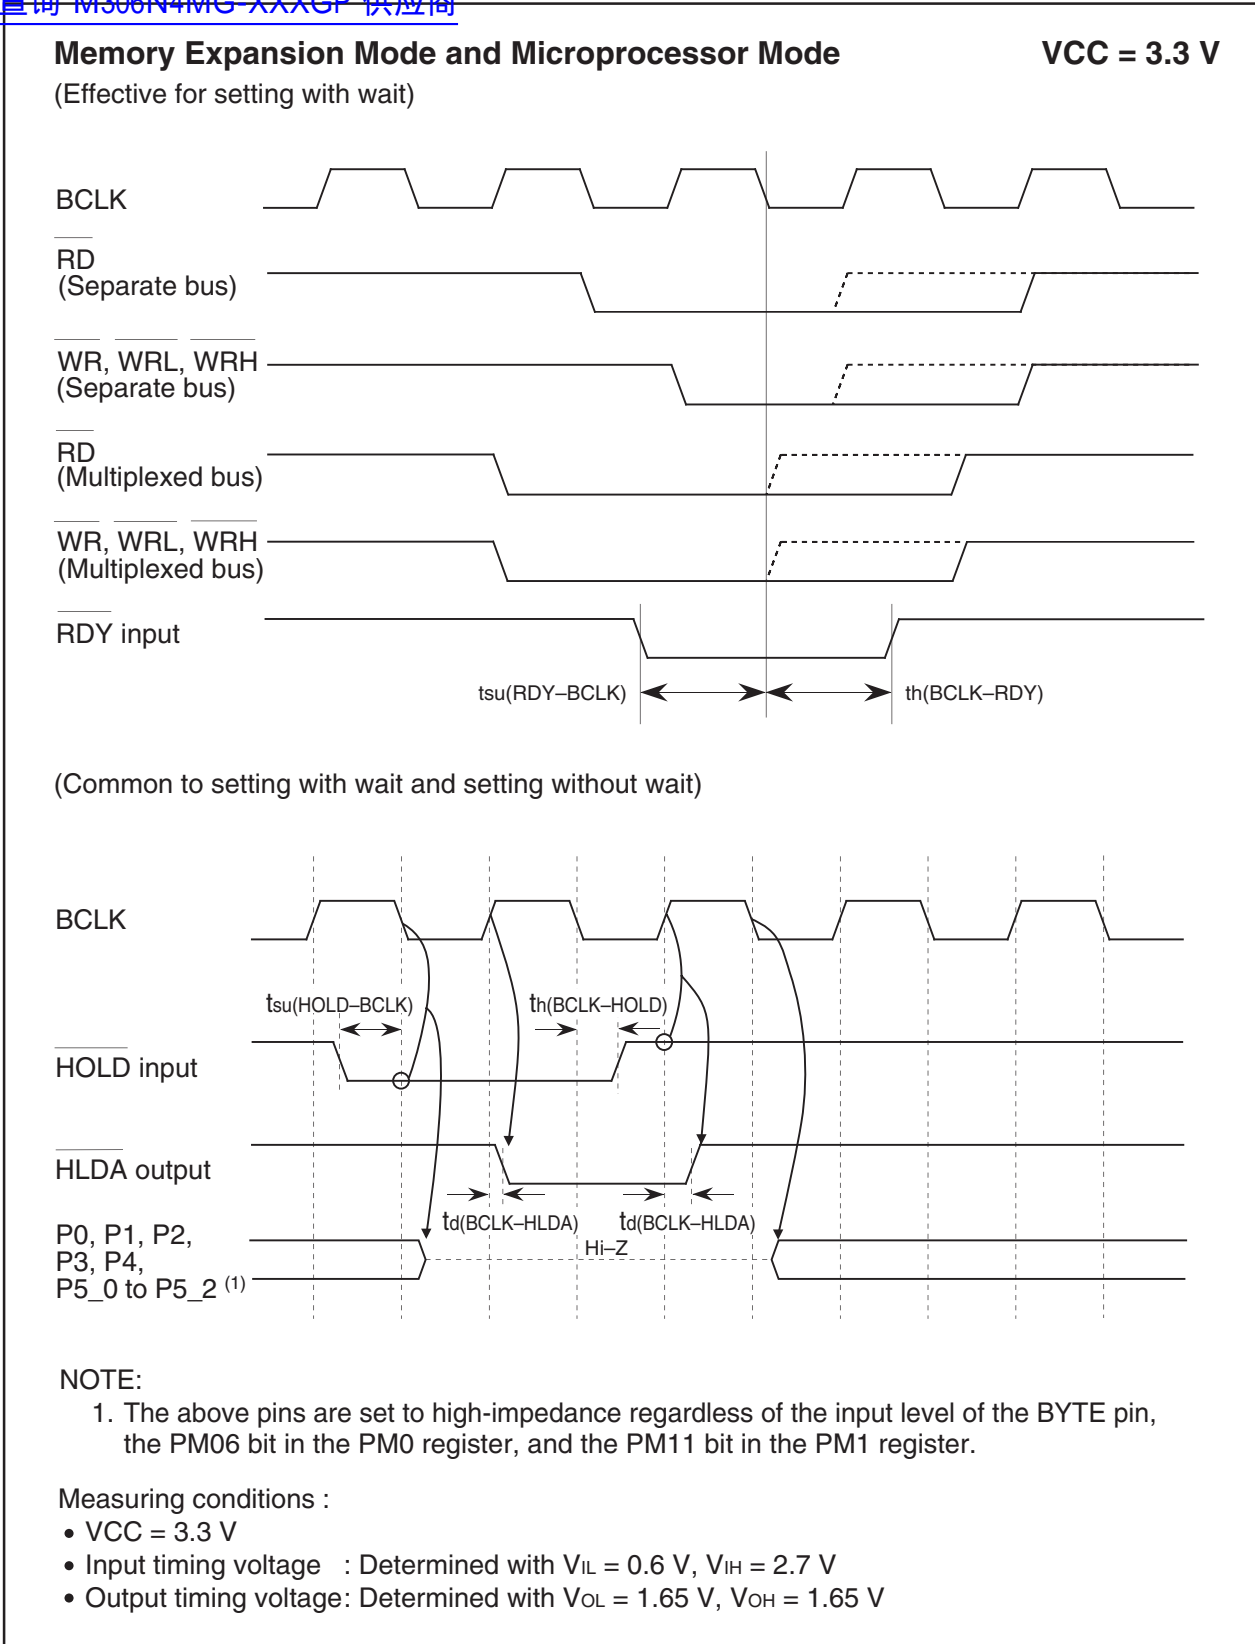 查询 M306N4MG-XXXGP 供应商
Memory Expansion Mode and Microprocessor Mode VCC = 3.3 V
(Effective for setting with wait)
BCLK
RD
(Separate bus)
WR, WRL, WRH
(Separate bus)
RD
(Multiplexed bus)
WR, WRL, WRH
(Multiplexed bus)
RDY input
tsu(RDY–BCLK) th(BCLK–RDY)
(Common to setting with wait and setting without wait)
BCLK
tsu(HOLD–BCLK) th(BCLK–HOLD)
HOLD input
HLDA output
td(BCLK–HLDA) td(BCLK–HLDA)
P0, P1, P2,
P3, P4,
P5_0 to P5_2 (1)
Hi–Z
NOTE:
1. The above pins are set to high-impedance regardless of the input level of the BYTE pin,
the PM06 bit in the PM0 register, and the PM11 bit in the PM1 register.
Measuring conditions :
• VCC = 3.3 V
• Input timing voltage : Determined with VIL = 0.6 V, VIH = 2.7 V
• Output timing voltage: Determined with VOL = 1.65 V, VOH = 1.65 V